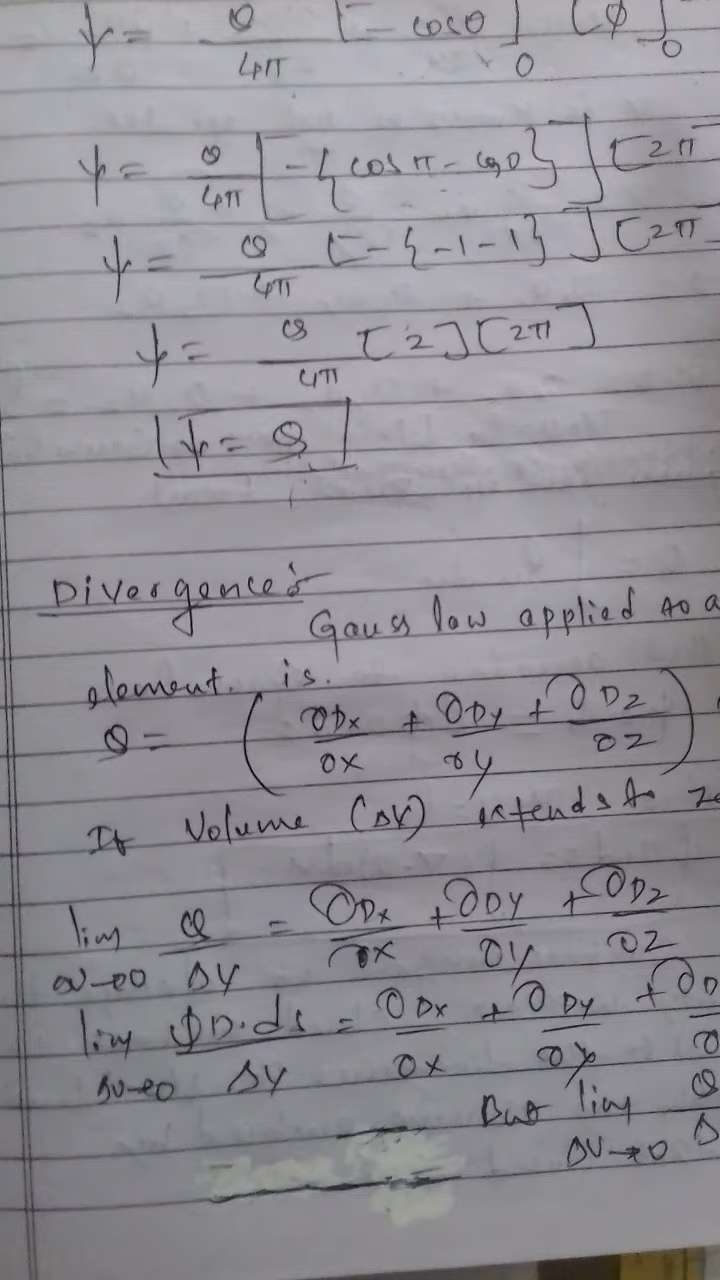 ψ = Q/4π [-cosθ]₀ [φ]₀
ψ = Q/4π [-{cosπ - cos0}] [2π
ψ = Q/4π [-{-1-1}] [2π
ψ = Q/4π [2][2π]
ψ = Q
Divergence:-
Gauss law applied to a
element. is.
Q = (∂Dx/∂x + ∂Dy/∂y + ∂Dz/∂z)
If Volume (ΔV) extends to ze
lim Δv→0 Q/ΔV = ∂Dx/∂x + ∂Dy/∂y + ∂Dz/∂z
lim Δv→0 ∮D.ds/ΔV = ∂Dx/∂x + ∂Dy/∂y + ∂D/∂
But lim ΔV→0 Q/Δ